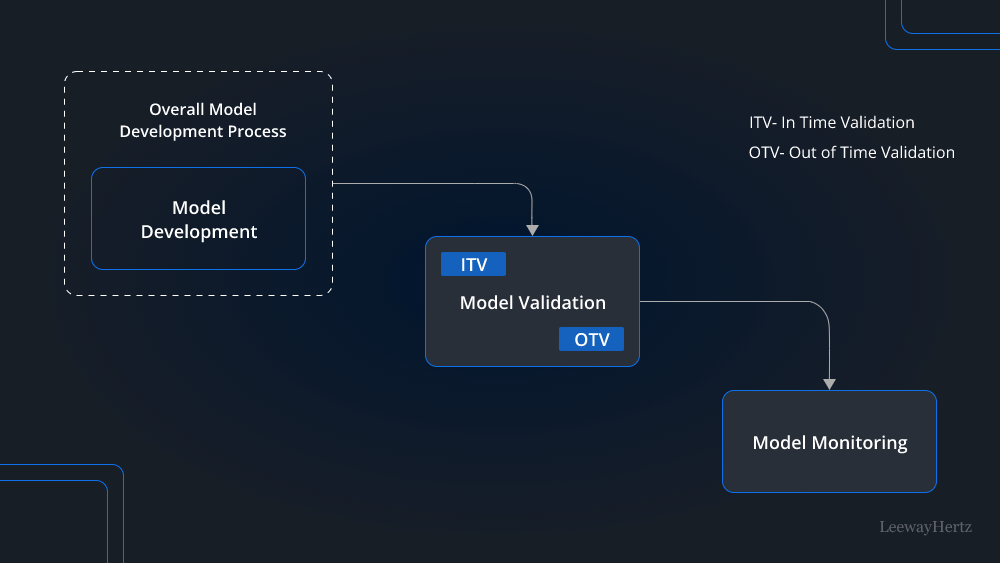 Overall Model
Development Process
Model
Development
ITV- In Time Validation
OTV- Out of Time Validation
ITV
Model Validation
OTV
Model Monitoring
LeewayHertz